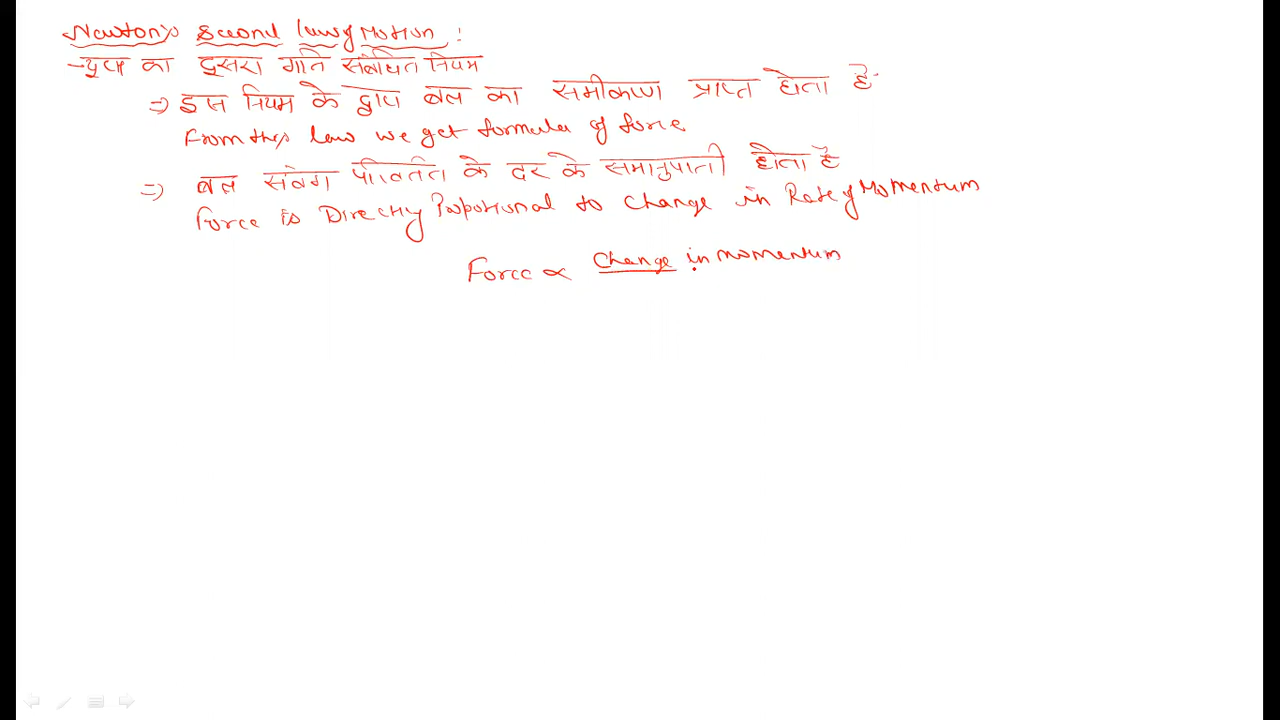 Newton's Second law of Motion :
न्यूटन का दुसरा गति संबंधित नियम
=> इस नियम के द्वारा बल का समीकरण प्राप्त होता है
From this law we get formula of force
=> बल संवेग परिवर्तित के दर के समानुपाती होता है
Force is Directly Proportional to Change in Rate of Momentum
Force ∝ Change in momentum